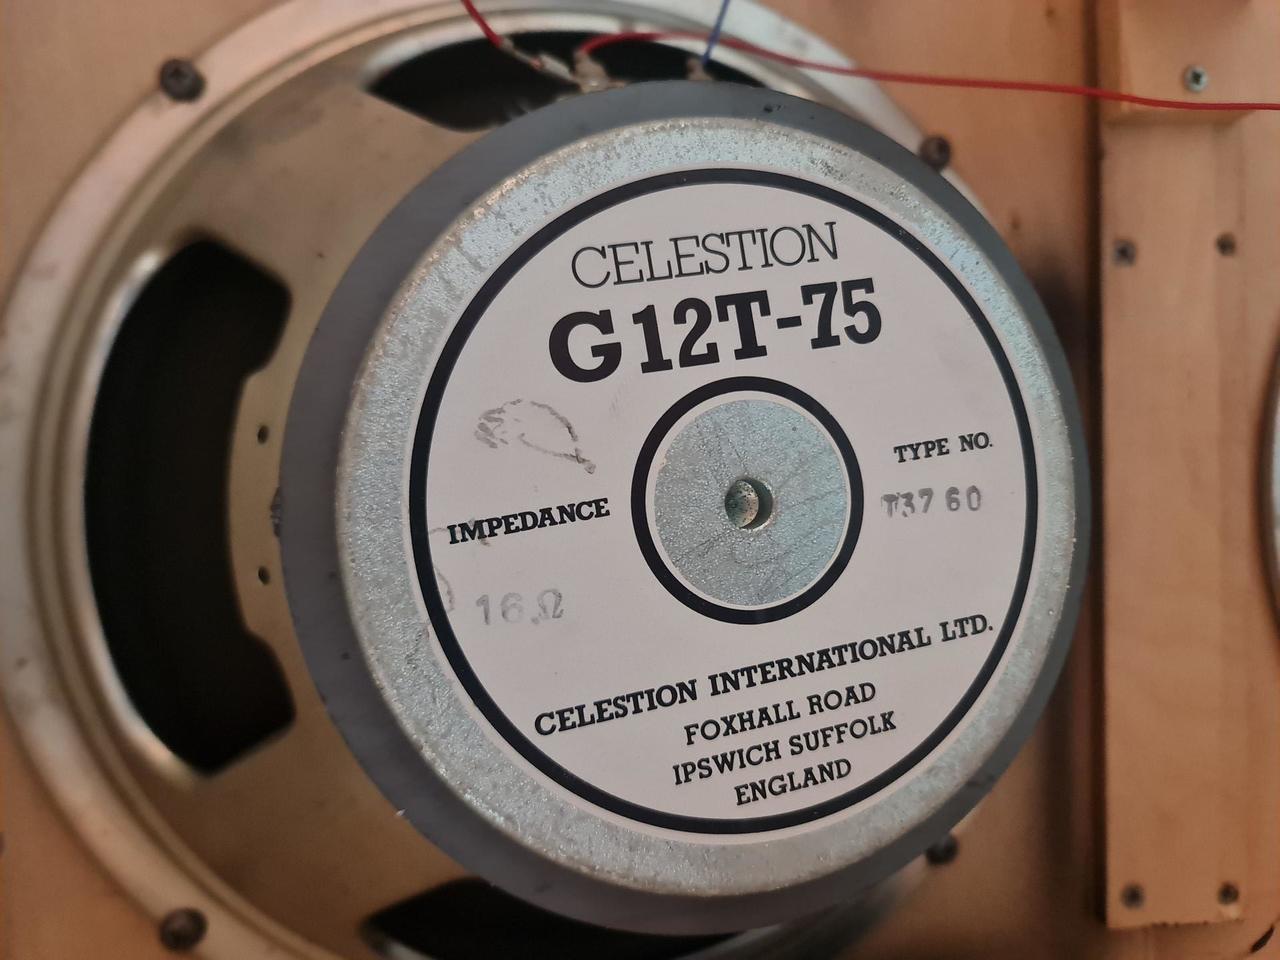 CELESTION
G12T-75
TYPE NO.
T3760
IMPEDANCE
16Ω
CELESTION INTERNATIONAL LTD.
FOXHALL ROAD
IPSWICH SUFFOLK
ENGLAND